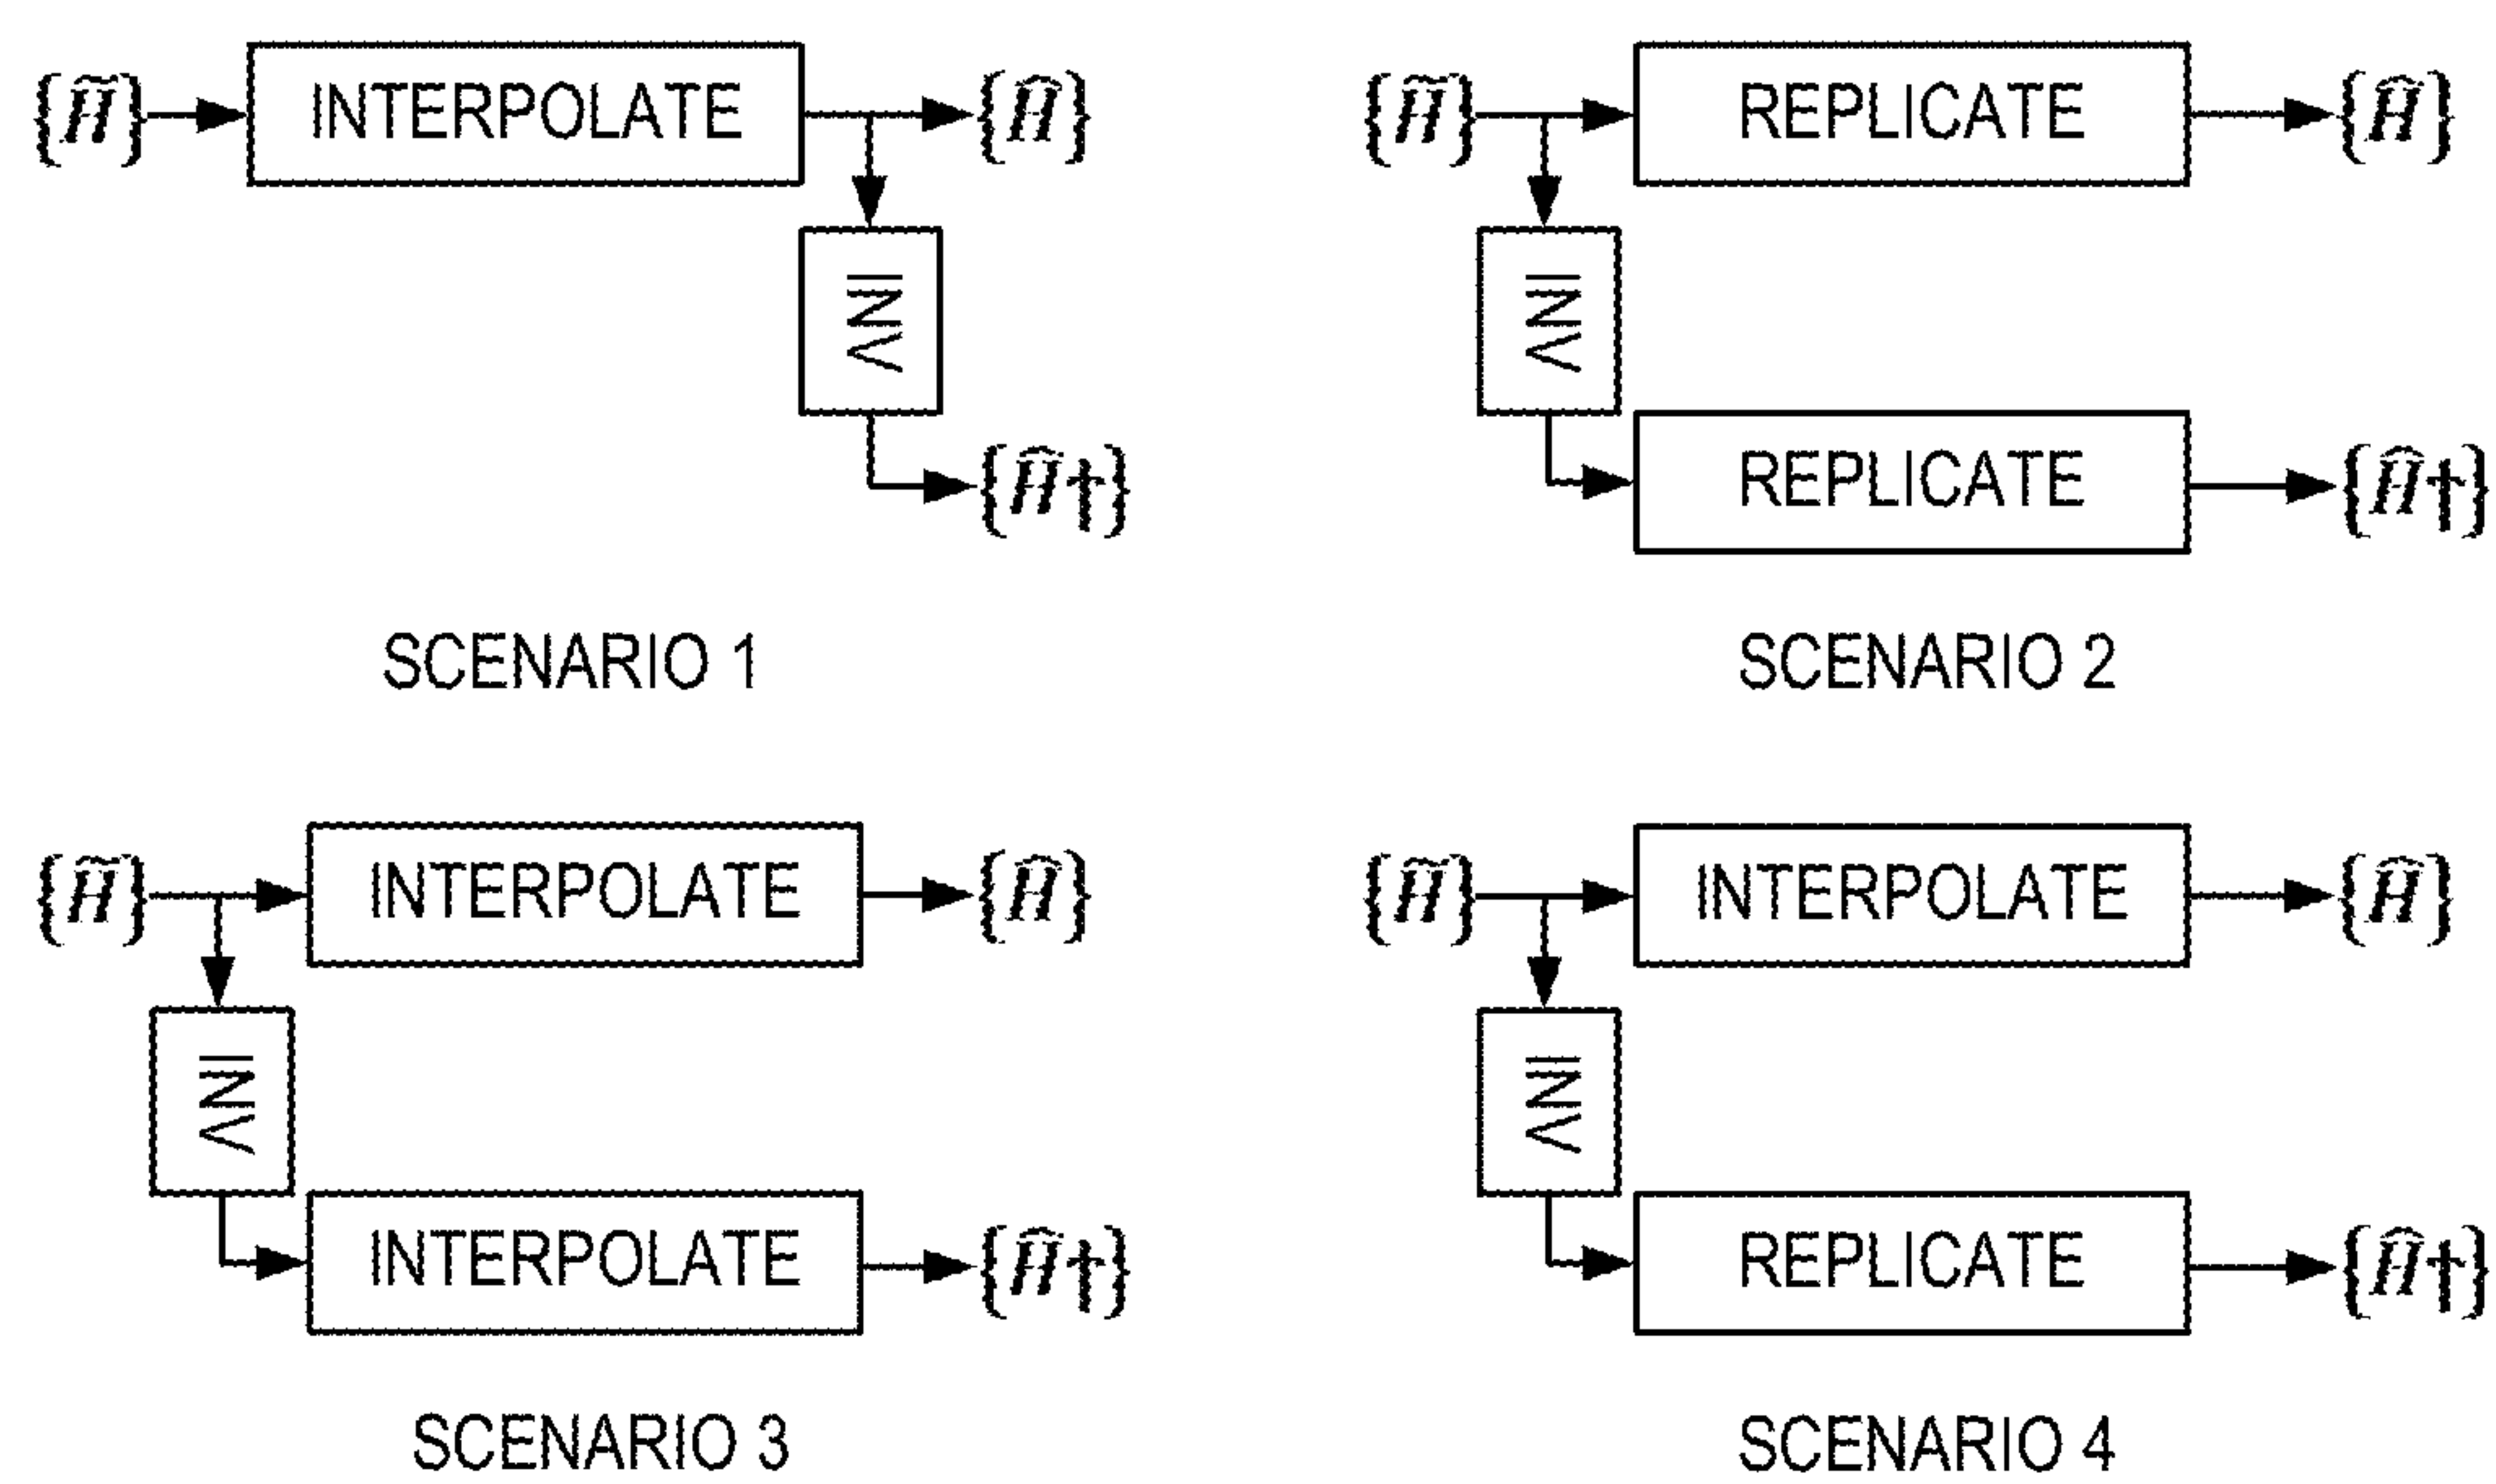 {H̃} INTERPOLATE {Ĥ}
INV
{Ĥ†}
SCENARIO 1
{H̃} REPLICATE {Ĥ}
INV
REPLICATE {Ĥ†}
SCENARIO 2
{H̃} INTERPOLATE {Ĥ}
INV
INTERPOLATE {Ĥ†}
SCENARIO 3
{H̃} INTERPOLATE {Ĥ}
INV
REPLICATE {Ĥ†}
SCENARIO 4